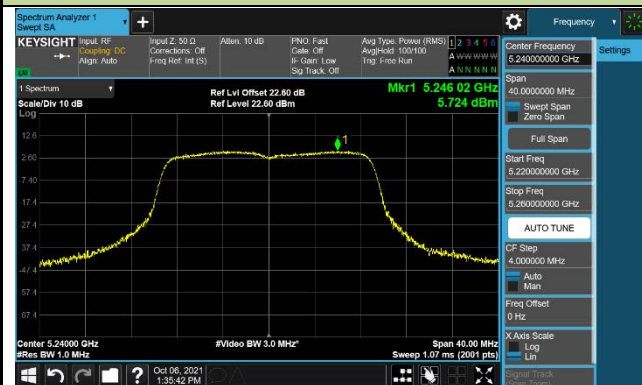 Spectrum Analyzer 1
Swept SA
Frequency
KEYSIGHT
Input: RF
Coupling: DC
Align: Auto
Input Z: 50 Ω
Corrections: Off
Freq Ref: Int (S)
Atten: 10 dB
PNO: Fast
Gate: Off
IF Gain: Low
Sig Track: Off
Avg Type: Power (RMS)
Avg|Hold: 100/100
Trig: Free Run
1 2 3 4 5 6
A W W W W W
A N N N N N
LW
1 Spectrum
Scale/Div 10 dB
Log
Ref Lvl Offset 22.60 dB
Ref Level 22.60 dBm
Mkr1 5.246 02 GHz
5.724 dBm
1
12.6
2.60
-7.40
-17.4
-27.4
-37.4
-47.4
-57.4
-67.4
Center 5.24000 GHz
#Res BW 1.0 MHz
#Video BW 3.0 MHz*
Span 40.00 MHz
Sweep 1.07 ms (2001 pts)
Oct 06, 2021
1:35:42 PM
Center Frequency
5.240000000 GHz
Settings
Span
40.0000000 MHz
Swept Span
Zero Span
Full Span
Start Freq
5.220000000 GHz
Stop Freq
5.260000000 GHz
AUTO TUNE
CF Step
4.000000 MHz
Auto
Man
Freq Offset
0 Hz
X Axis Scale
Log
Lin
Signal Track
(Span Zoom)